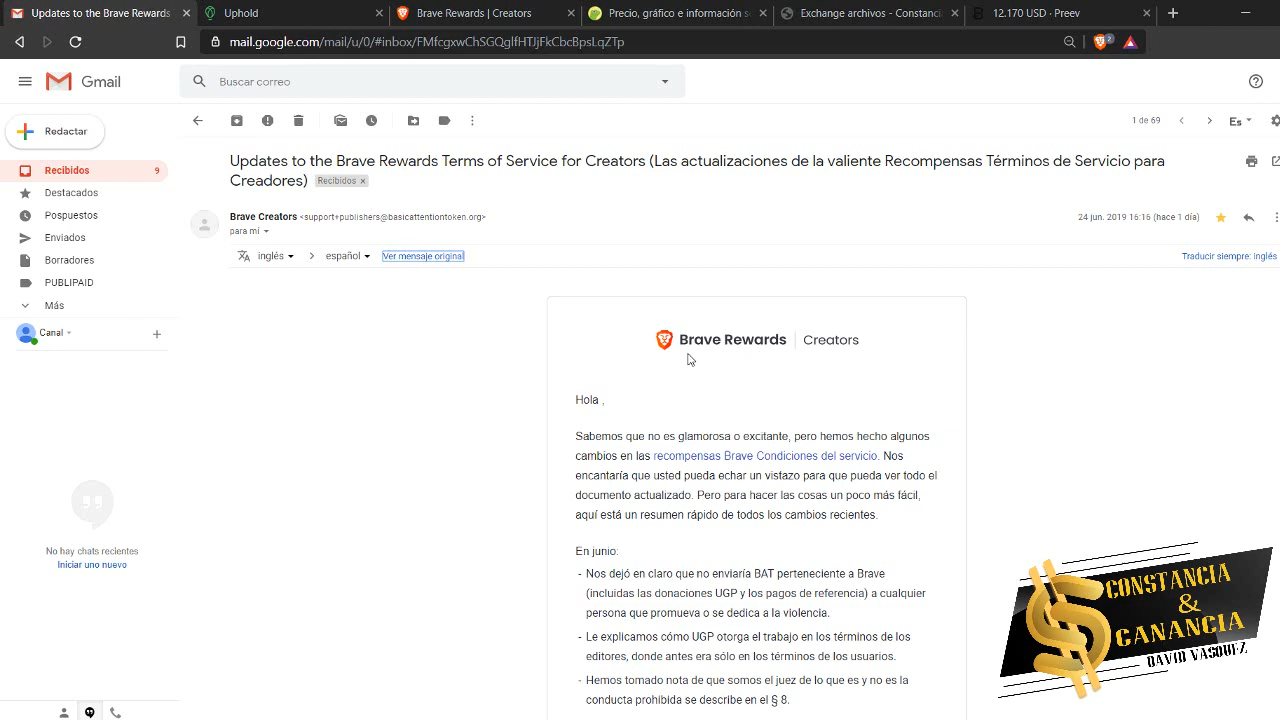 Updates to the Brave Rewards
Uphold
Brave Rewards | Creators
Precio, gráfico e información s
Exchange archivos - Constanci
12.170 USD - Preev
mail.google.com/mail/u/0/#inbox/FMfcgxwChSGQglfHTJjFkCbcBpsLqZTp
2
Gmail
Buscar correo
Redactar
1 de 69
Es
Recibidos
9
Destacados
Pospuestos
Enviados
Borradores
PUBLIPAID
Más
Canal
No hay chats recientes
Iniciar uno nuevo
Updates to the Brave Rewards Terms of Service for Creators (Las actualizaciones de la valiente Recompensas Términos de Servicio para
Creadores)
Recibidos x
Brave Creators <support+publishers@basicattentiontoken.org>
24 jun. 2019 16:16 (hace 1 día)
para mí
inglés
español
Ver mensaje original
Traducir siempre: inglés
Brave Rewards
Creators
Hola ,
Sabemos que no es glamorosa o excitante, pero hemos hecho algunos
cambios en las recompensas Brave Condiciones del servicio. Nos
encantaría que usted pueda echar un vistazo para que pueda ver todo el
documento actualizado. Pero para hacer las cosas un poco más fácil,
aquí está un resumen rápido de todos los cambios recientes.
En junio:
- Nos dejó en claro que no enviaría BAT perteneciente a Brave
(incluidas las donaciones UGP y los pagos de referencia) a cualquier
persona que promueva o se dedica a la violencia.
- Le explicamos cómo UGP otorga el trabajo en los términos de los
editores, donde antes era sólo en los términos de los usuarios.
- Hemos tomado nota de que somos el juez de lo que es y no es la
conducta prohibida se describe en el § 8.
CONSTANCIA
&
GANANCIA
DAVID VASQUEZ